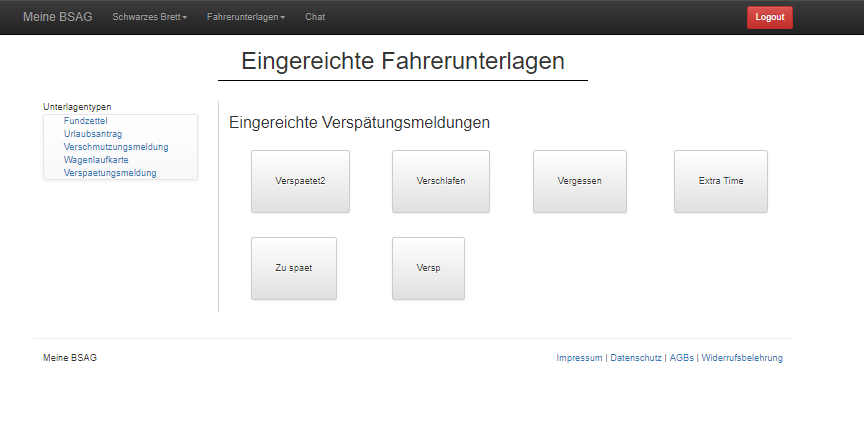 Meine BSAG Schwarzes Brett Fahrerunterlagen Chat Logout
Eingereichte Fahrerunterlagen
Unterlagentypen
Fundzettel
Urlaubsantrag
Verschmutzungsmeldung
Wagenlaufkarte
Verspaetungsmeldung
Eingereichte Verspätungsmeldungen
Verspaetet2 Verschlafen Vergessen Extra Time
Zu spaet Versp
Meine BSAG Impressum | Datenschutz | AGBs | Widerrufsbelehrung